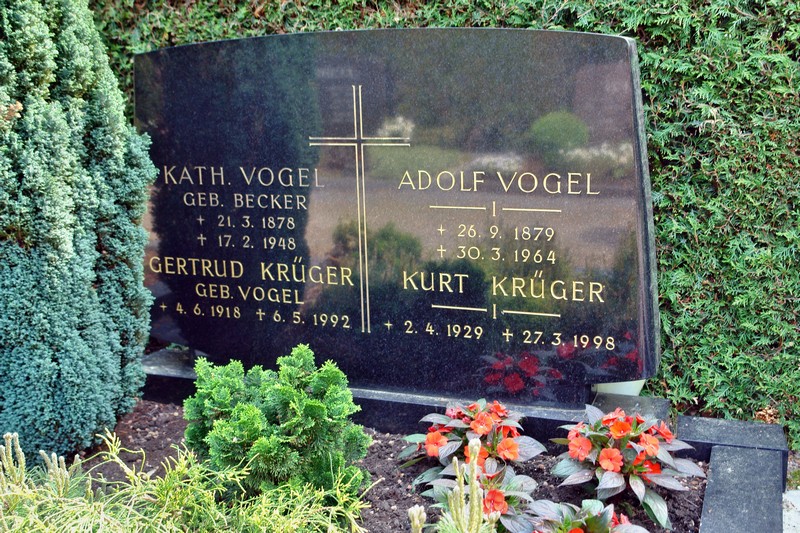 KATH. VOGEL
GEB. BECKER
+ 21. 3. 1878
+ 17. 2. 1948
GERTRUD KRÜGER
GEB. VOGEL
+ 4. 6. 1918 + 6. 5. 1992
ADOLF VOGEL
+ 26. 9. 1879
+ 30. 3. 1964
KURT KRÜGER
+ 2. 4. 1929 + 27. 3. 1998